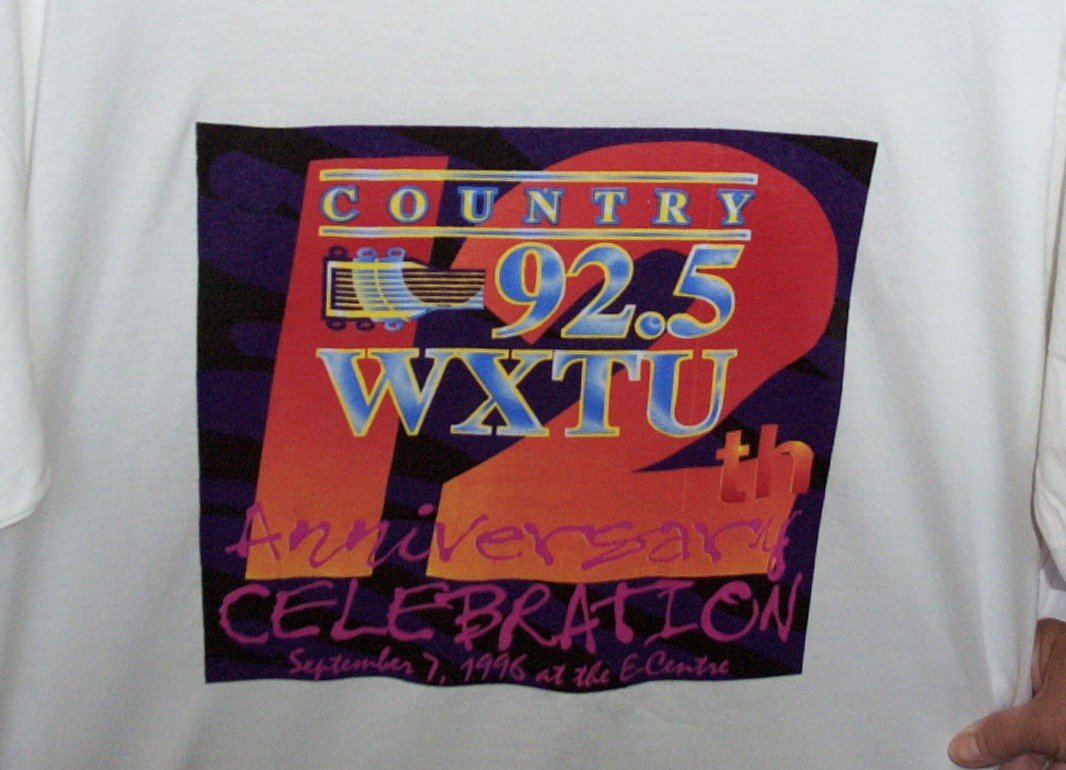 COUNTRY
92.5
WXTU
12th
Anniversary
CELEBRATION
September 7, 1996 at the E-Centre